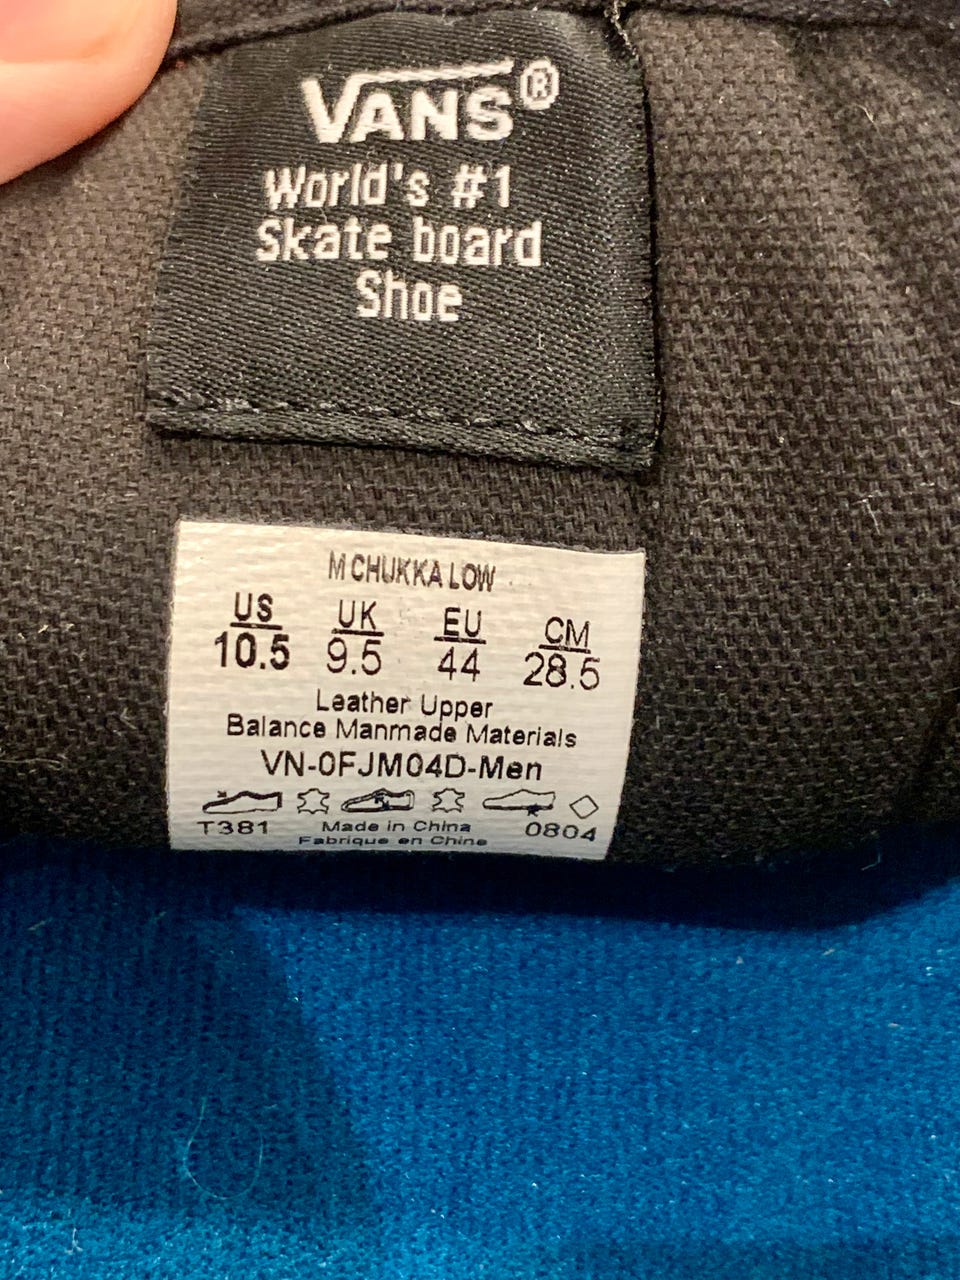 VANS®
World's #1
Skate board
Shoe
M CHUKKA LOW
US UK EU CM
10.5 9.5 44 28.5
Leather Upper
Balance Manmade Materials
VN-0FJM04D-Men
T381 Made in China 0804
Fabrique en Chine